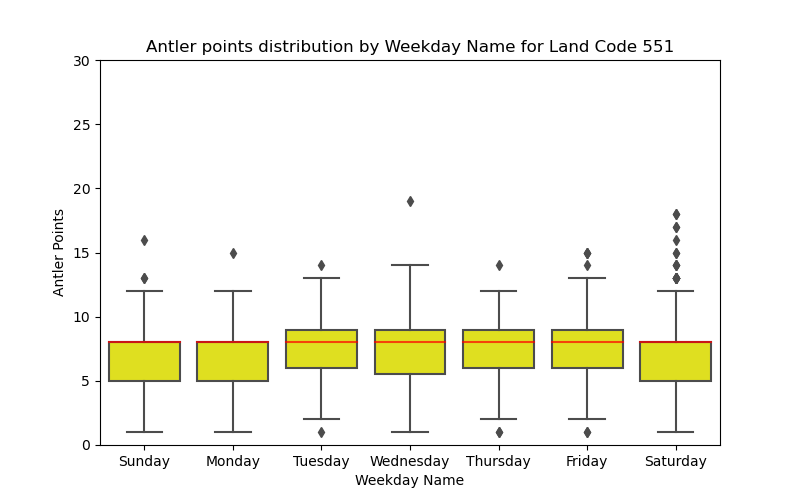 Antler points distribution by Weekday Name for Land Code 551
Antler Points
30
25
20
15
10
5
0
Sunday Monday Tuesday Wednesday Thursday Friday Saturday
Weekday Name